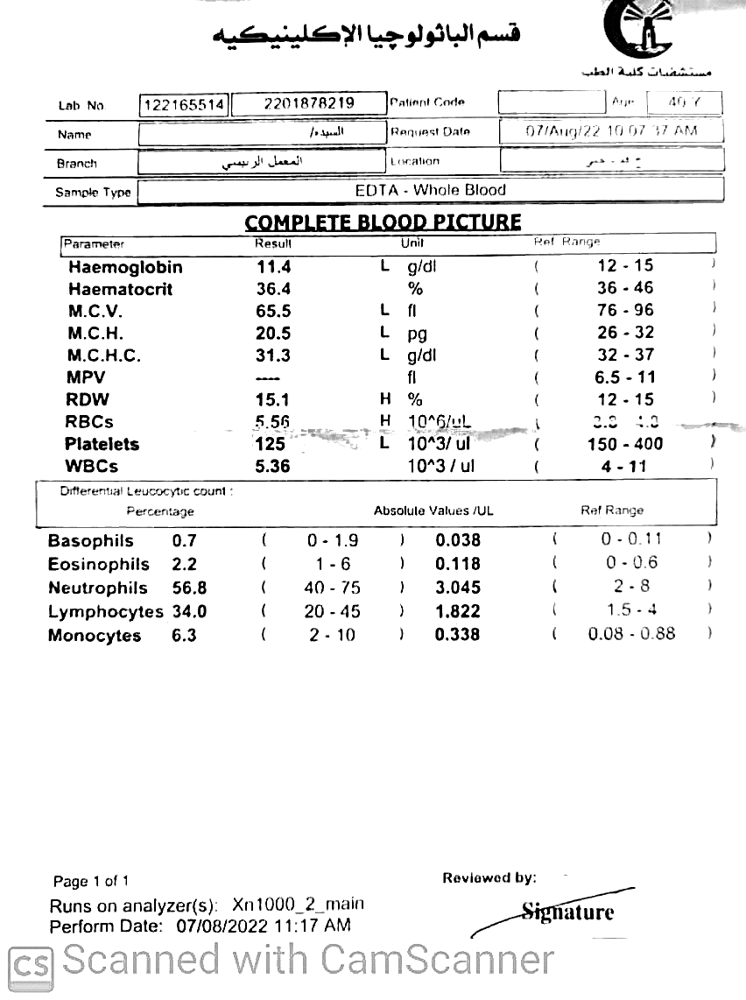 قسم الباثولوچيا الإكلينيكيه
مستشفيات كلية الطب
Lab No. 122165514 2201878219 Patient Code Age 40 Y
Name السيده/ Request Date 07/Aug/22 10:07:37 AM
Branch المعمل الرئيسي Location
Sample Type EDTA - Whole Blood
COMPLETE BLOOD PICTURE
Parameter Result Unit Ref. Range
Haemoglobin 11.4 L g/dl ( 12 - 15 )
Haematocrit 36.4 % ( 36 - 46 )
M.C.V. 65.5 L fl ( 76 - 96 )
M.C.H. 20.5 L pg ( 26 - 32 )
M.C.H.C. 31.3 L g/dl ( 32 - 37 )
MPV ---- fl ( 6.5 - 11 )
RDW 15.1 H % ( 12 - 15 )
RBCs 5.56 H 10^6/uL (
Platelets 125 L 10^3/ ul ( 150 - 400 )
WBCs 5.36 10^3 / ul ( 4 - 11 )
Differential Leucocytic count :
Percentage Absolute Values /UL Ref Range
Basophils 0.7 ( 0 - 1.9 ) 0.038 ( 0 - 0.11 )
Eosinophils 2.2 ( 1 - 6 ) 0.118 ( 0 - 0.6 )
Neutrophils 56.8 ( 40 - 75 ) 3.045 ( 2 - 8 )
Lymphocytes 34.0 ( 20 - 45 ) 1.822 ( 1.5 - 4 )
Monocytes 6.3 ( 2 - 10 ) 0.338 ( 0.08 - 0.88 )
Page 1 of 1
Reviewed by:
Runs on analyzer(s): Xn1000_2_main
Signature
Perform Date: 07/08/2022 11:17 AM
CS Scanned with CamScanner